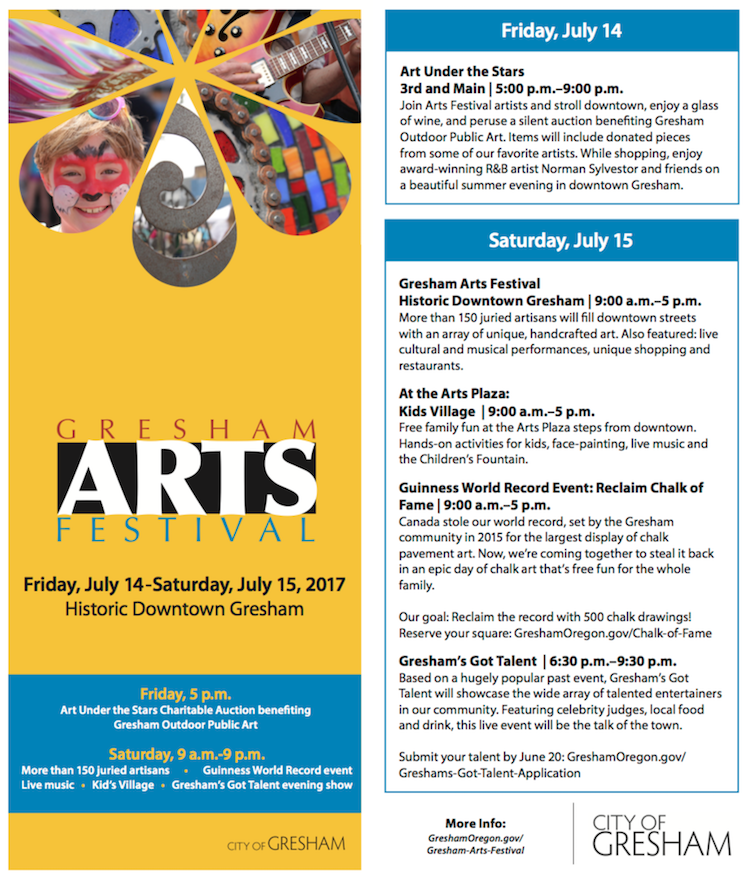 GRESHAM
ARTS
FESTIVAL
Friday, July 14-Saturday, July 15, 2017
Historic Downtown Gresham
Friday, 5 p.m.
Art Under the Stars Charitable Auction benefiting
Gresham Outdoor Public Art
Saturday, 9 a.m.-9 p.m.
More than 150 juried artisans • Guinness World Record event
Live music • Kid's Village • Gresham's Got Talent evening show
CITY OF GRESHAM
Friday, July 14
Art Under the Stars
3rd and Main | 5:00 p.m.–9:00 p.m.
Join Arts Festival artists and stroll downtown, enjoy a glass
of wine, and peruse a silent auction benefiting Gresham
Outdoor Public Art. Items will include donated pieces
from some of our favorite artists. While shopping, enjoy
award-winning R&B artist Norman Sylvestor and friends on
a beautiful summer evening in downtown Gresham.
Saturday, July 15
Gresham Arts Festival
Historic Downtown Gresham | 9:00 a.m.–5 p.m.
More than 150 juried artisans will fill downtown streets
with an array of unique, handcrafted art. Also featured: live
cultural and musical performances, unique shopping and
restaurants.
At the Arts Plaza:
Kids Village | 9:00 a.m.–5 p.m.
Free family fun at the Arts Plaza steps from downtown.
Hands-on activities for kids, face-painting, live music and
the Children's Fountain.
Guinness World Record Event: Reclaim Chalk of
Fame | 9:00 a.m.–5 p.m.
Canada stole our world record, set by the Gresham
community in 2015 for the largest display of chalk
pavement art. Now, we're coming together to steal it back
in an epic day of chalk art that's free fun for the whole
family.
Our goal: Reclaim the record with 500 chalk drawings!
Reserve your square: GreshamOregon.gov/Chalk-of-Fame
Gresham's Got Talent | 6:30 p.m.–9:30 p.m.
Based on a hugely popular past event, Gresham's Got
Talent will showcase the wide array of talented entertainers
in our community. Featuring celebrity judges, local food
and drink, this live event will be the talk of the town.
Submit your talent by June 20: GreshamOregon.gov/
Greshams-Got-Talent-Application
More Info:
GreshamOregon.gov/
Gresham-Arts-Festival
CITY OF
GRESHAM